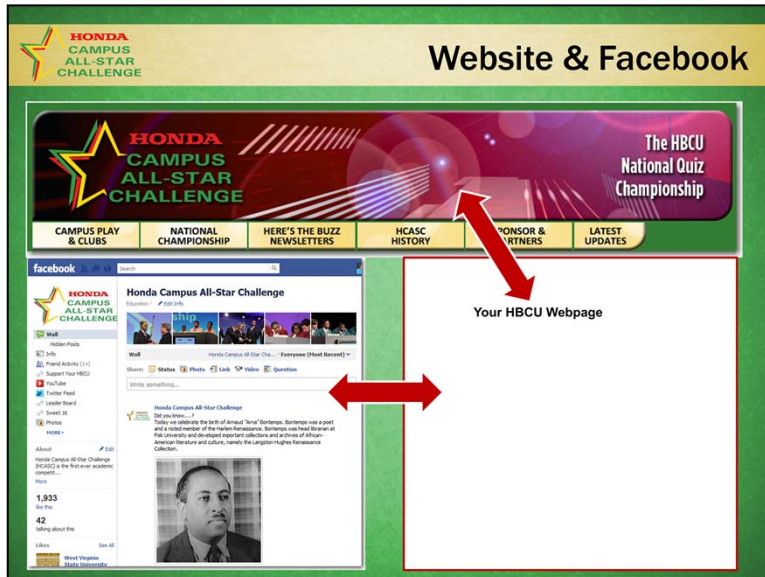 HONDA
CAMPUS
ALL-STAR
CHALLENGE
Website & Facebook
HONDA
CAMPUS
ALL-STAR
CHALLENGE
The HBCU
National Quiz
Championship
CAMPUS PLAY
& CLUBS
NATIONAL
CHAMPIONSHIP
HERE'S THE BUZZ
NEWSLETTERS
HCASC
HISTORY
SPONSOR &
PARTNERS
LATEST
UPDATES
facebook
Search
HONDA
CAMPUS
ALL-STAR
CHALLENGE
Wall
Hidden Posts
Info
Friend Activity (1+)
Support Your HBCU
YouTube
Twitter Feed
Leader Board
Sweet 16
Photos
MORE
About
Edit
Honda Campus All-Star Challenge
(HCASC) is the first-ever academic
competit...
More
1,933
like this
42
talking about this
Likes
See All
West Virginia
State University
Honda Campus All-Star Challenge
Education · Edit Info
ship
Wall
Honda Campus All-Star Cha... · Everyone (Most Recent)
Share: Status Photo Link Video Question
Write something...
Honda Campus All-Star Challenge
Did you know.....?
Today we celebrate the birth of Arnaud "Arna" Bontemps. Bontemps was a poet
and a noted member of the Harlem Renaissance. Bontemps was head librarian at
Fisk University and developed important collections and archives of African-
American literature and culture, namely the Langston Hughes Renaissance
Collection.
Your HBCU Webpage